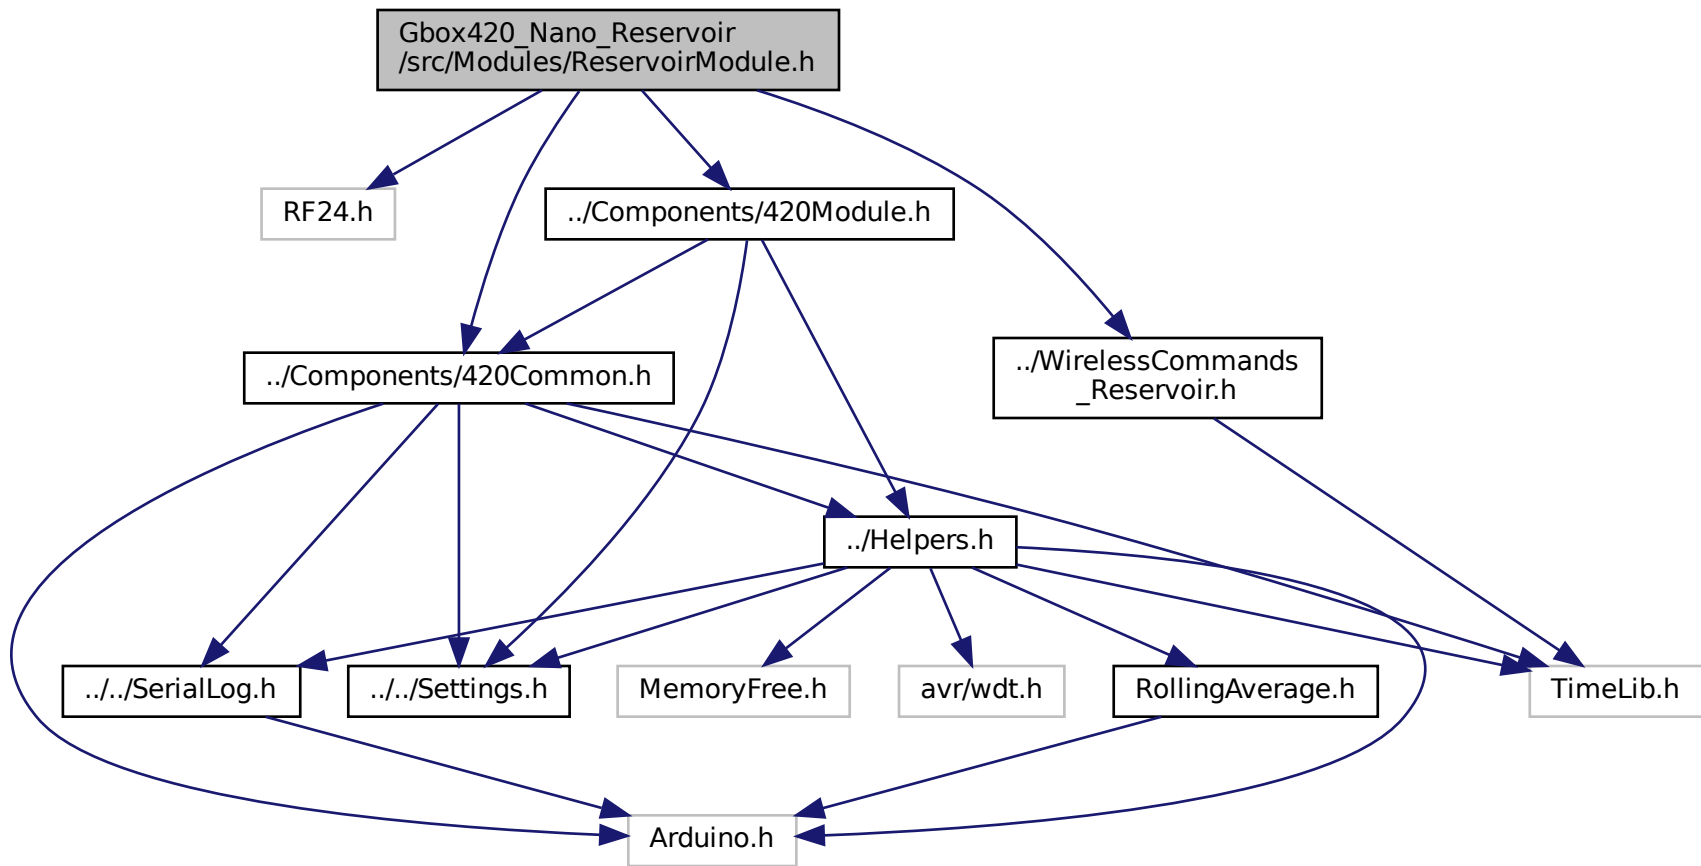 Gbox420_Nano_Reservoir
/src/Modules/ReservoirModule.h
RF24.h
../Components/420Module.h
../Components/420Common.h
../WirelessCommands
_Reservoir.h
../Helpers.h
../../SerialLog.h
../../Settings.h
MemoryFree.h
avr/wdt.h
RollingAverage.h
TimeLib.h
Arduino.h